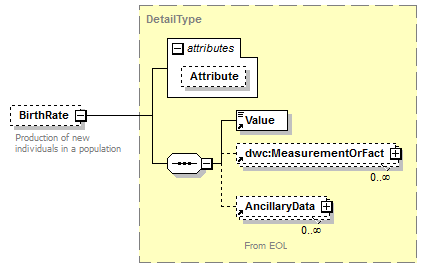 DetailType
attributes
Attribute
BirthRate
Production of new
individuals in a population
Value
dwc:MeasurementOrFact
0..∞
AncillaryData
0..∞
From EOL